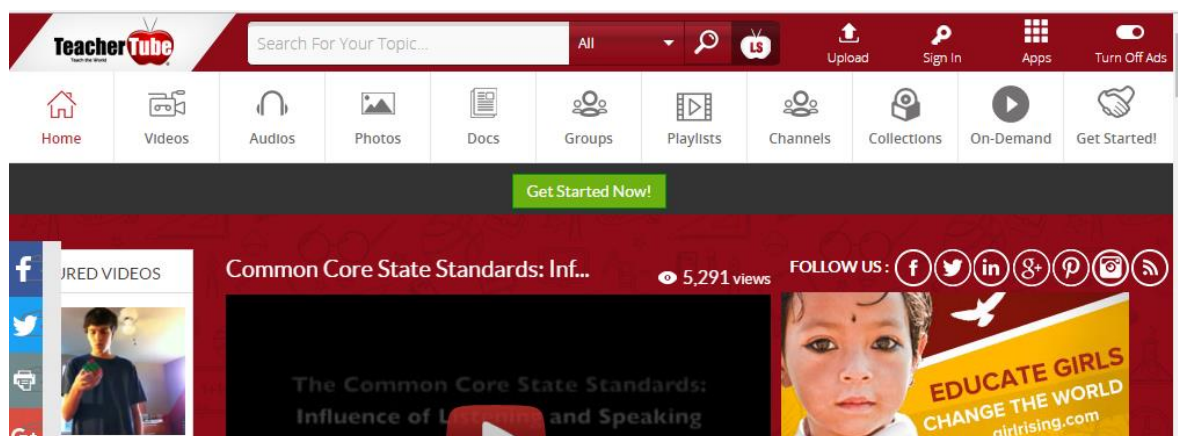 TeacherTube
Teach the World
Search For Your Topic...
All
LS
Upload
Sign In
Apps
Turn Off Ads
Home
Videos
Audios
Photos
Docs
Groups
Playlists
Channels
Collections
On-Demand
Get Started!
Get Started Now!
URED VIDEOS
Common Core State Standards: Inf...
5,291 views
FOLLOW US :
The Common Core State Standards:
Influence of Listening and Speaking
EDUCATE GIRLS
CHANGE THE WORLD
girlrising.com